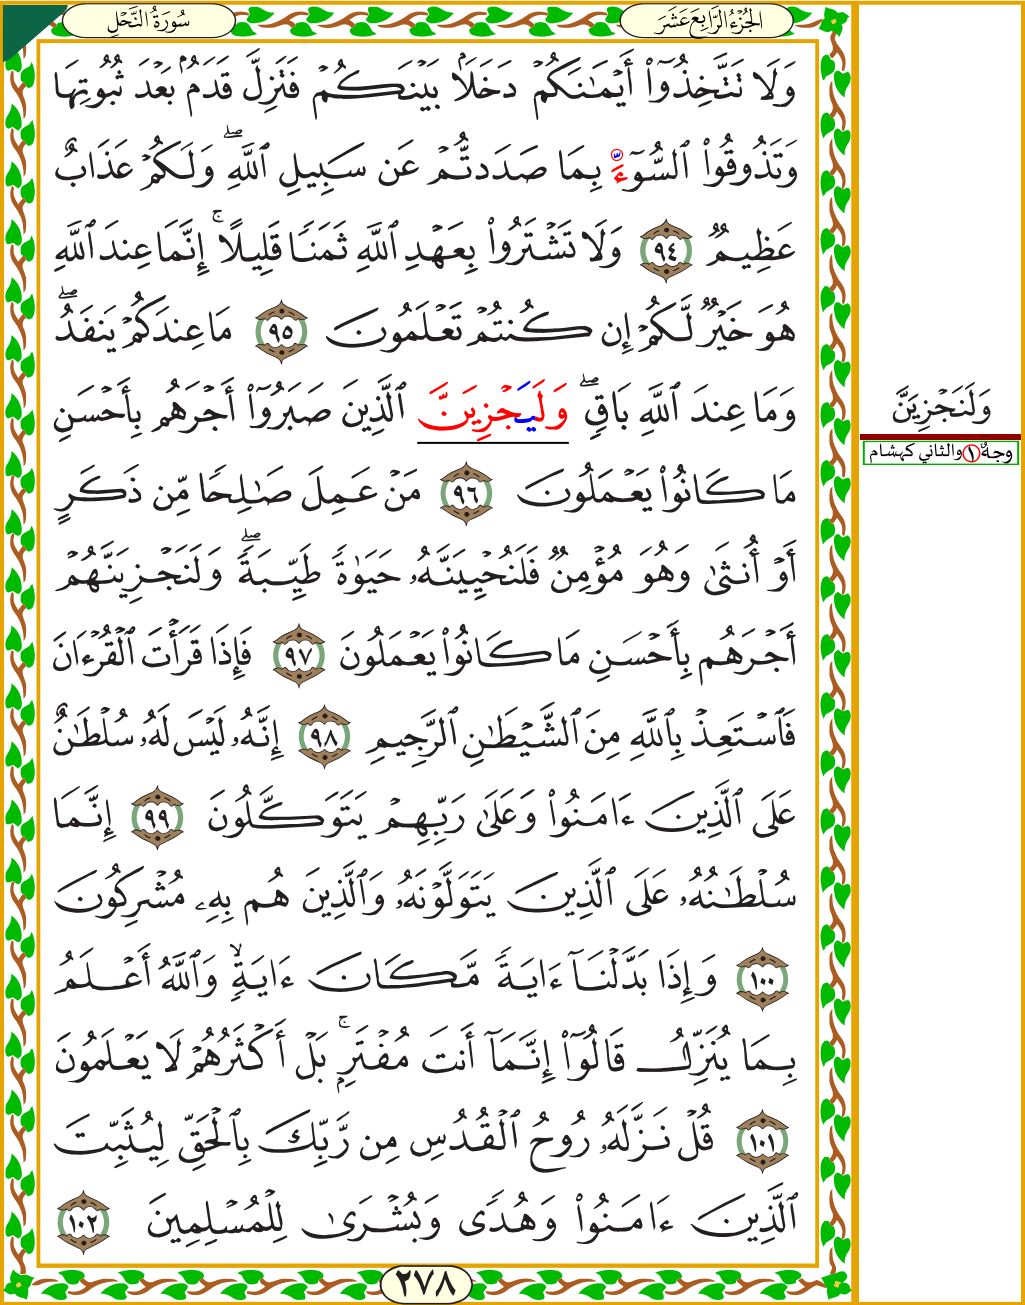 سُورَةُ النَّحْلِ
الجُزْءُ الرَّابِعَ عَشَرَ
وَلَا تَتَّخِذُوٓا۟ أَيْمَـٰنَكُمْ دَخَلًۢا بَيْنَكُمْ فَتَزِلَّ قَدَمٌۢ بَعْدَ ثُبُوتِهَا
وَتَذُوقُوا۟ ٱلسُّوٓءَ بِمَا صَدَدتُّمْ عَن سَبِيلِ ٱللَّهِ ۖ وَلَكُمْ عَذَابٌ
عَظِيمٌ ٩٤ وَلَا تَشْتَرُوا۟ بِعَهْدِ ٱللَّهِ ثَمَنًا قَلِيلًا ۚ إِنَّمَا عِندَ ٱللَّهِ
هُوَ خَيْرٌ لَّكُمْ إِن كُنتُمْ تَعْلَمُونَ ٩٥ مَا عِندَكُمْ يَنفَدُ ۖ
وَمَا عِندَ ٱللَّهِ بَاقٍ ۖ وَلَيَجْزِيَنَّ ٱلَّذِينَ صَبَرُوٓا۟ أَجْرَهُم بِأَحْسَنِ
مَا كَانُوا۟ يَعْمَلُونَ ٩٦ مَنْ عَمِلَ صَـٰلِحًا مِّن ذَكَرٍ
أَوْ أُنثَىٰ وَهُوَ مُؤْمِنٌ فَلَنُحْيِيَنَّهُۥ حَيَوٰةً طَيِّبَةً ۖ وَلَنَجْزِيَنَّهُمْ
أَجْرَهُم بِأَحْسَنِ مَا كَانُوا۟ يَعْمَلُونَ ٩٧ فَإِذَا قَرَأْتَ ٱلْقُرْءَانَ
فَٱسْتَعِذْ بِٱللَّهِ مِنَ ٱلشَّيْطَـٰنِ ٱلرَّجِيمِ ٩٨ إِنَّهُۥ لَيْسَ لَهُۥ سُلْطَـٰنٌ
عَلَى ٱلَّذِينَ ءَامَنُوا۟ وَعَلَىٰ رَبِّهِمْ يَتَوَكَّلُونَ ٩٩ إِنَّمَا
سُلْطَـٰنُهُۥ عَلَى ٱلَّذِينَ يَتَوَلَّوْنَهُۥ وَٱلَّذِينَ هُم بِهِۦ مُشْرِكُونَ
١٠٠ وَإِذَا بَدَّلْنَآ ءَايَةً مَّكَانَ ءَايَةٍ ۙ وَٱللَّهُ أَعْلَمُ
بِمَا يُنَزِّلُ قَالُوٓا۟ إِنَّمَآ أَنتَ مُفْتَرٍۭ ۚ بَلْ أَكْثَرُهُمْ لَا يَعْلَمُونَ
١٠١ قُلْ نَزَّلَهُۥ رُوحُ ٱلْقُدُسِ مِن رَّبِّكَ بِٱلْحَقِّ لِيُثَبِّتَ
ٱلَّذِينَ ءَامَنُوا۟ وَهُدًى وَبُشْرَىٰ لِلْمُسْلِمِينَ ١٠٢
٢٧٨
وَلَنَجْزِيَنَّ
وجهٌ ١ والثاني كهشام